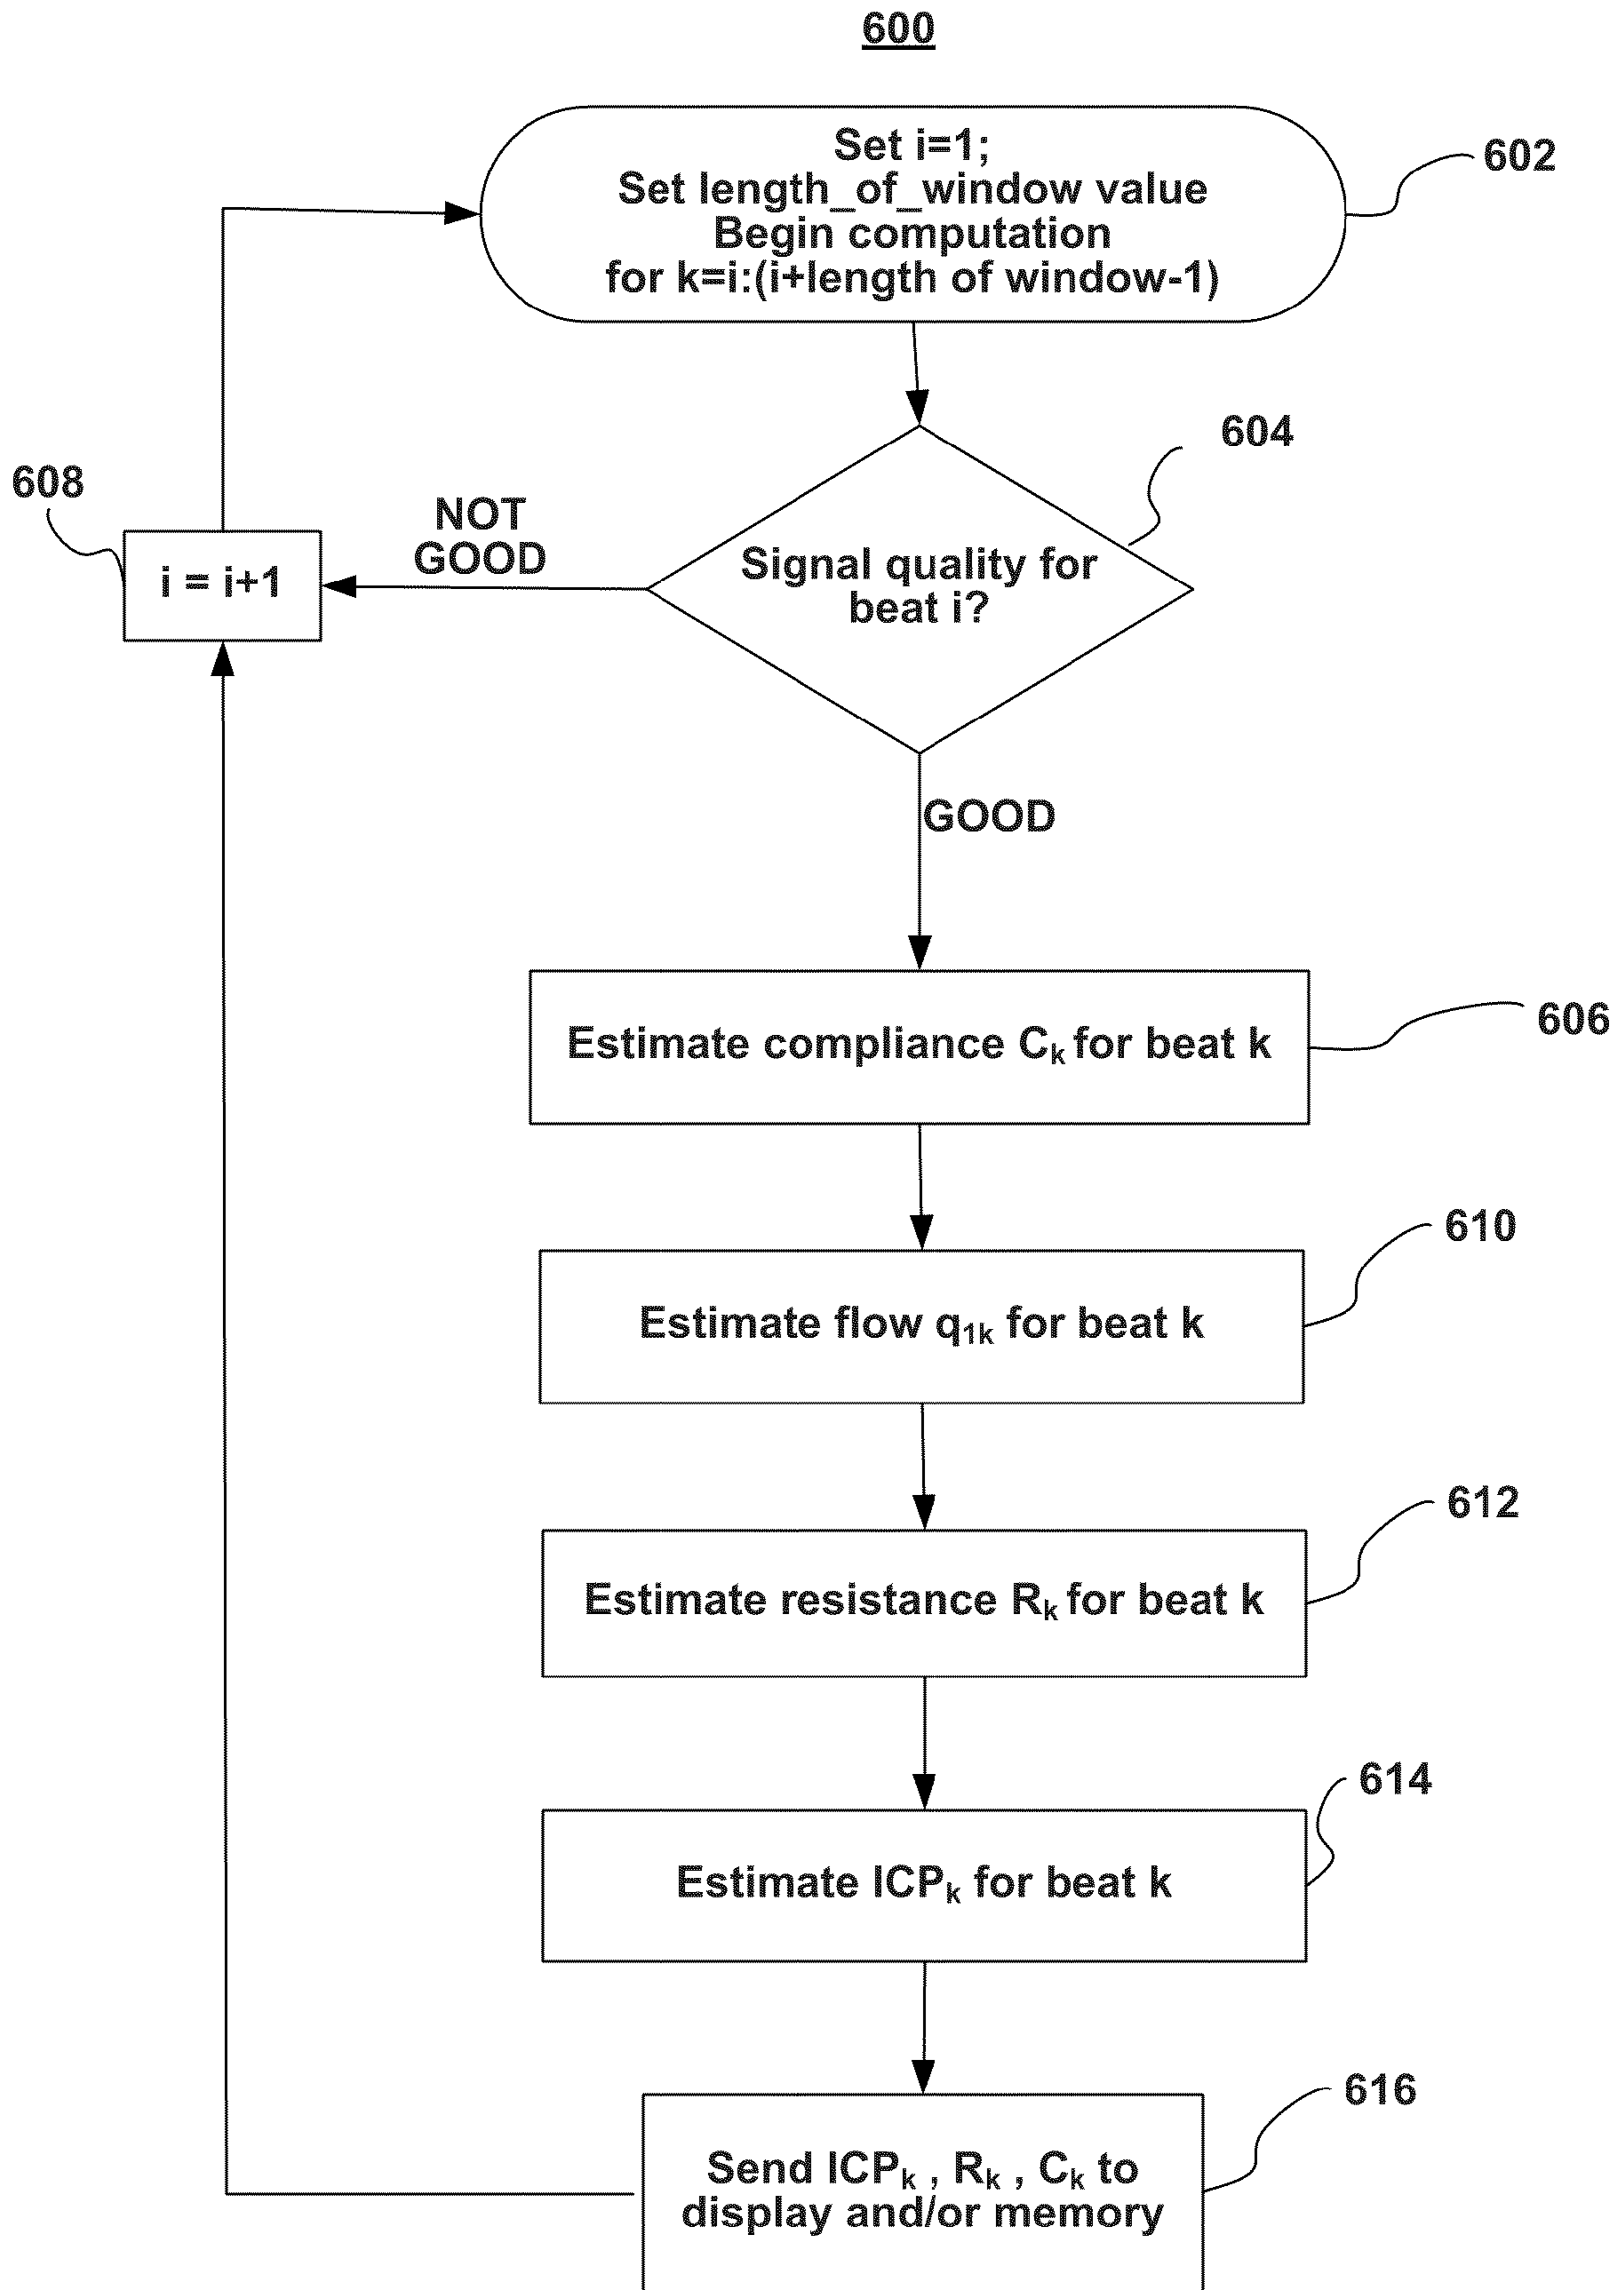 600
Set i=1;
Set length_of_window value
Begin computation
for k=i:(i+length of window-1)
602
604
608
NOT
GOOD
i = i+1
Signal quality for
beat i?
GOOD
Estimate compliance Ck for beat k
606
610
Estimate flow q1k for beat k
612
Estimate resistance Rk for beat k
614
Estimate ICPk for beat k
616
Send ICPk , Rk , Ck to
display and/or memory